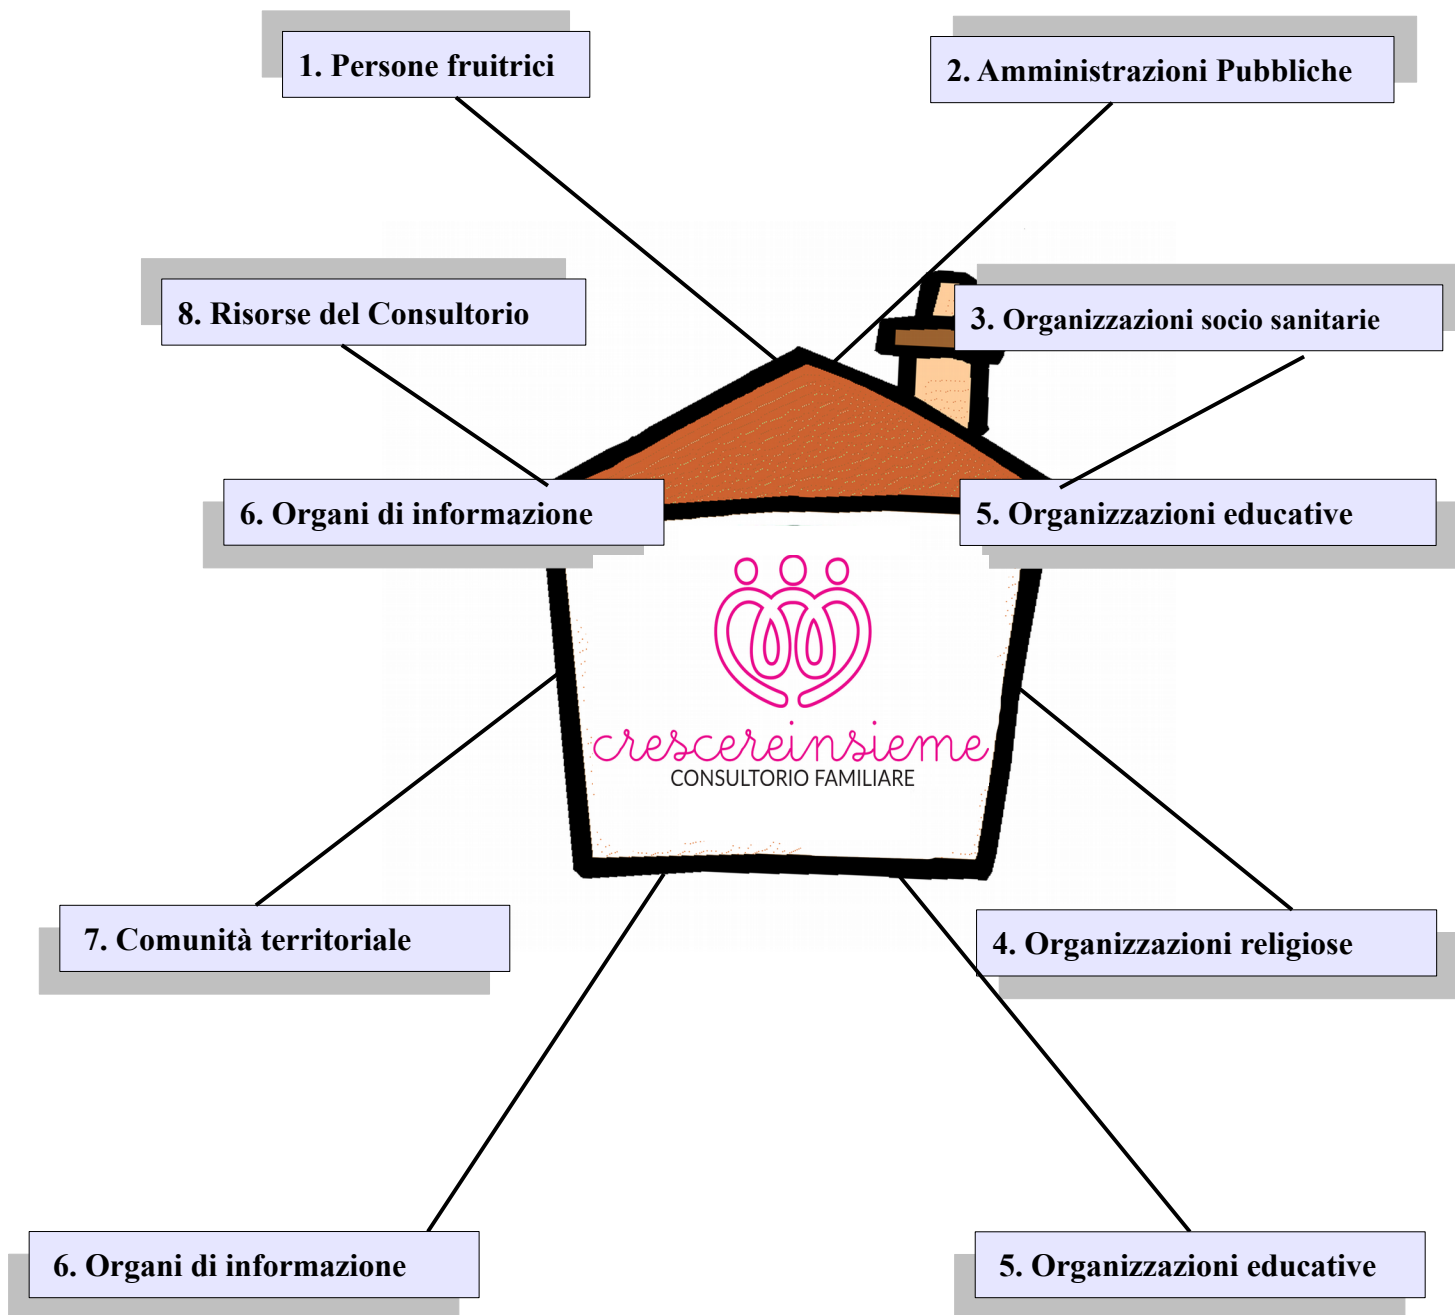 1. Persone fruitrici
2. Amministrazioni Pubbliche
8. Risorse del Consultorio
3. Organizzazioni socio sanitarie
6. Organi di informazione
5. Organizzazioni educative
crescereinsieme
CONSULTORIO FAMILIARE
7. Comunità territoriale
4. Organizzazioni religiose
6. Organi di informazione
5. Organizzazioni educative